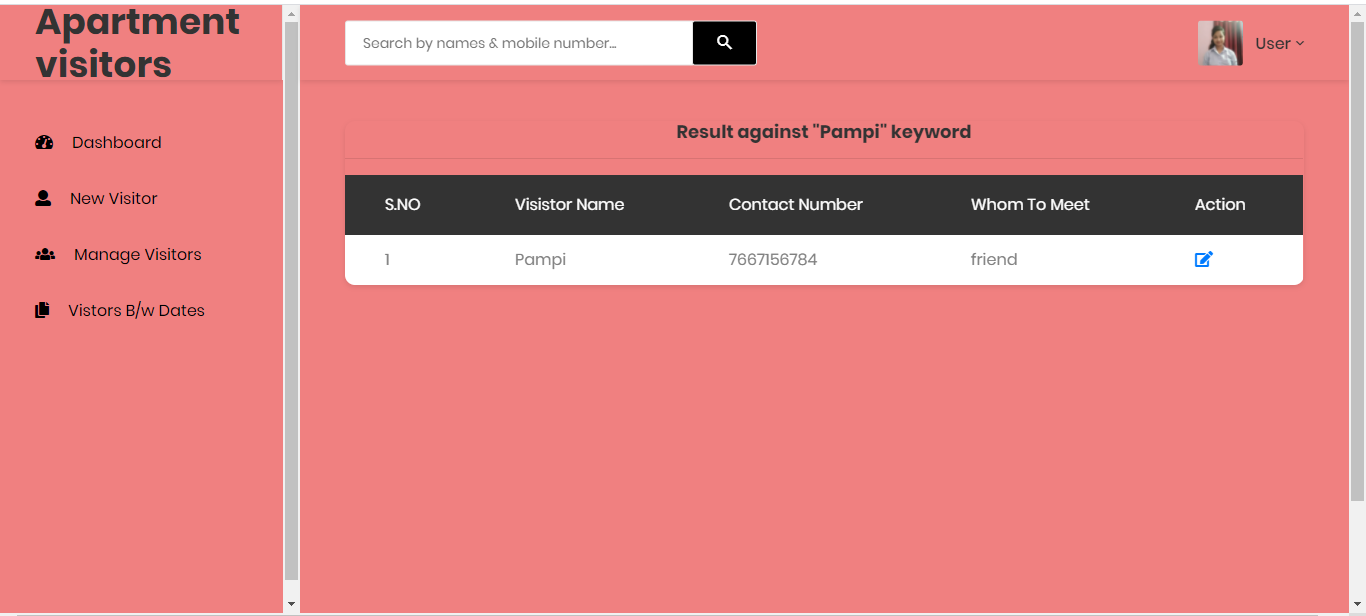 Apartment
visitors
Search by names & mobile number...
User
Dashboard
New Visitor
Manage Visitors
Vistors B/w Dates
Result against "Pampi" keyword
S.NO Visistor Name Contact Number Whom To Meet Action
1 Pampi 7667156784 friend